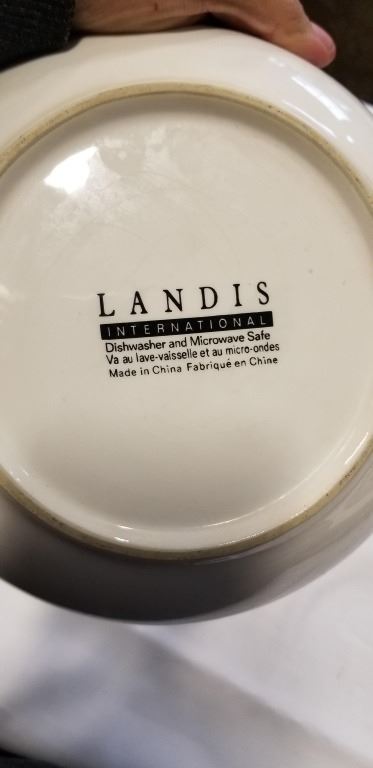 LANDIS
INTERNATIONAL
Dishwasher and Microwave Safe
Va au lave-vaisselle et au micro-ondes
Made in China Fabriqué en Chine